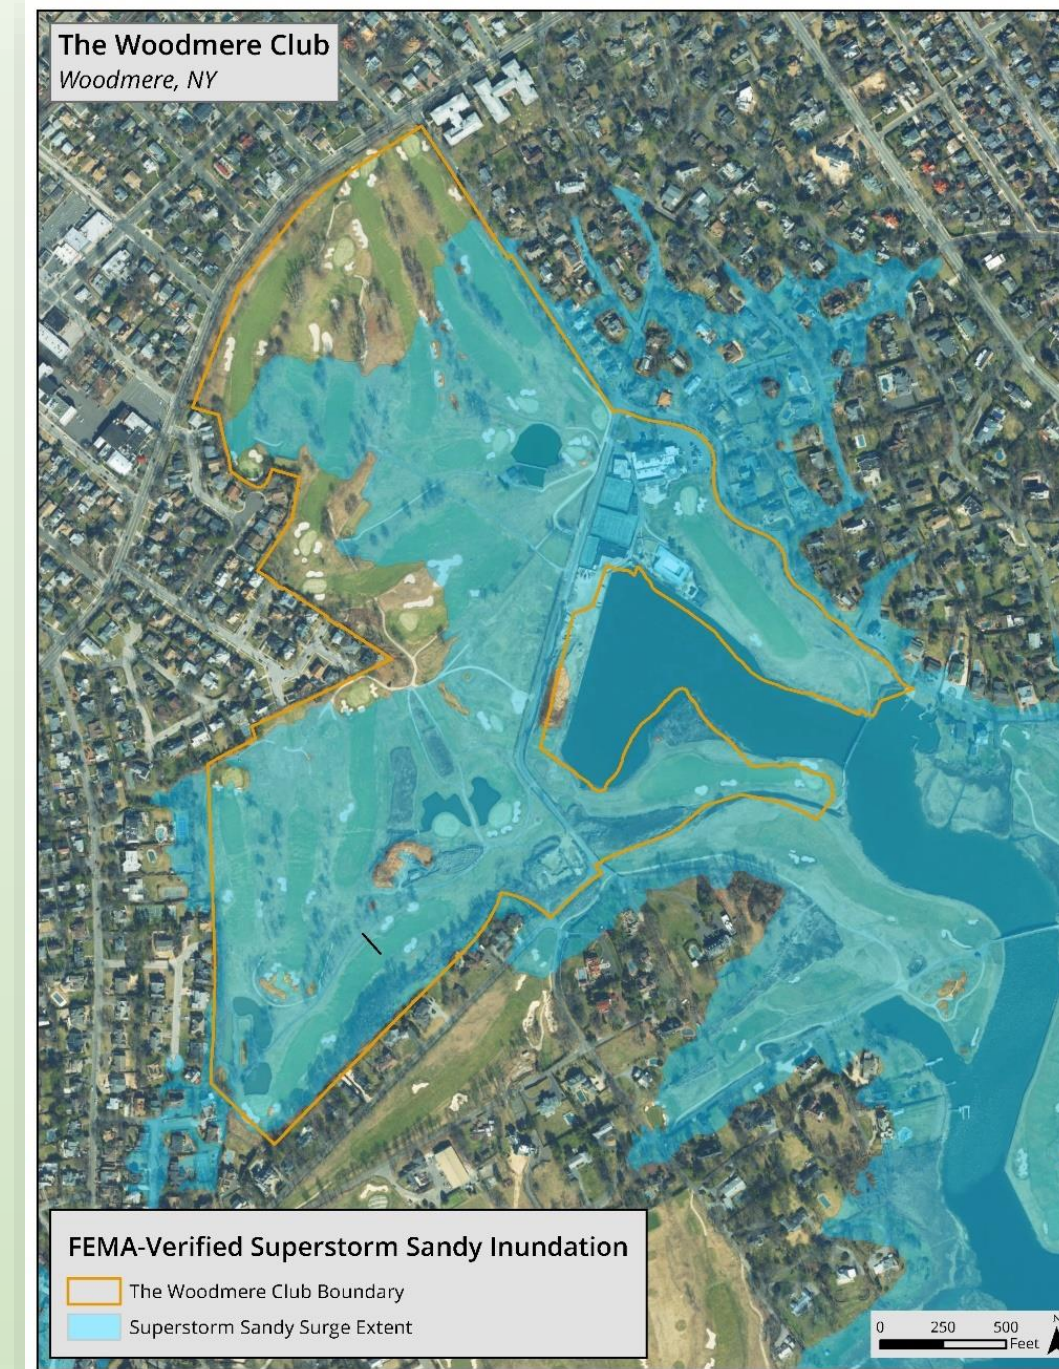 The Woodmere Club
Woodmere, NY
FEMA-Verified Superstorm Sandy Inundation
The Woodmere Club Boundary
Superstorm Sandy Surge Extent
0 250 500
Feet
N